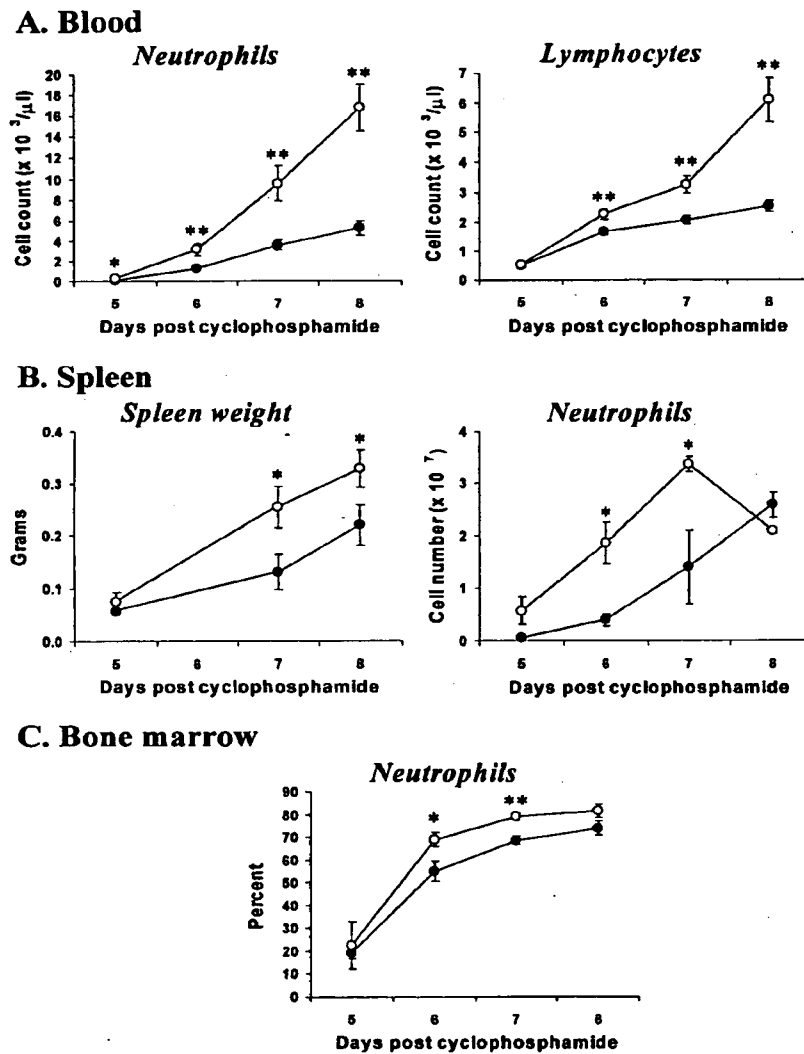 A. Blood
Neutrophils
Cell count (x 10 3/µl)
20
18
16
14
12
10
8
6
4
2
0
*
**
**
**
5 6 7 8
Days post cyclophosphamide
Lymphocytes
Cell count (x 10 3/µl)
7
6
5
4
3
2
1
0
**
**
**
5 6 7 8
Days post cyclophosphamide
B. Spleen
Spleen weight
Grams
0.4
0.3
0.2
0.1
0.0
*
*
5 6 7 8
Days post cyclophosphamide
Neutrophils
Cell number (x 10 7)
4
3
2
1
0
*
*
5 6 7 8
Days post cyclophosphamide
C. Bone marrow
Neutrophils
Percent
90
80
70
60
50
40
30
20
10
0
*
**
5 6 7 8
Days post cyclophosphamide